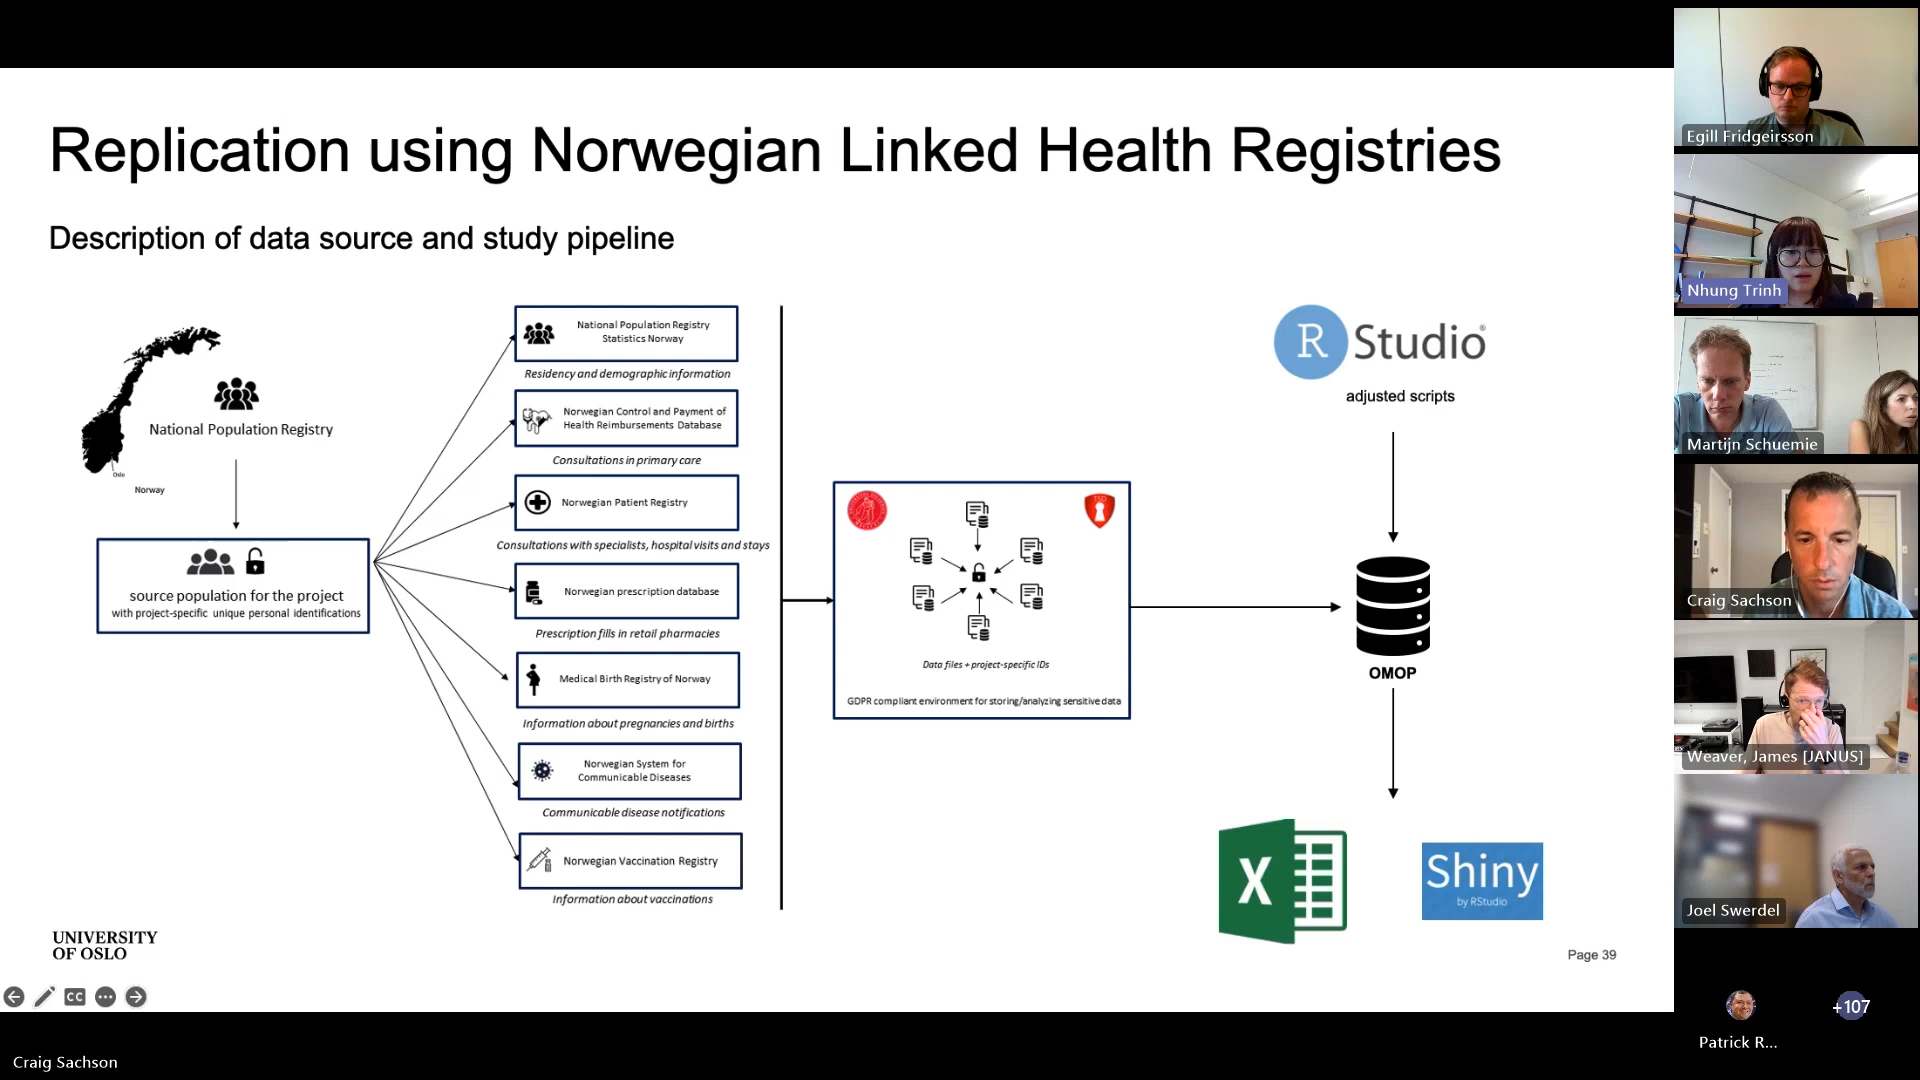 Replication using Norwegian Linked Health Registries
Description of data source and study pipeline
National Population Registry
Oslo
Norway
source population for the project
with project-specific unique personal identifications
National Population Registry
Statistics Norway
Residency and demographic information
Norwegian Control and Payment of
Health Reimbursements Database
Consultations in primary care
Norwegian Patient Registry
Consultations with specialists, hospital visits and stays
Norwegian prescription database
Prescription fills in retail pharmacies
Medical Birth Registry of Norway
Information about pregnancies and births
Norwegian System for
Communicable Diseases
Communicable disease notifications
Norwegian Vaccination Registry
Information about vaccinations
TSD
Data files + project-specific IDs
GDPR compliant environment for storing/analyzing sensitive data
R Studio®
adjusted scripts
OMOP
X
Shiny
by RStudio
UNIVERSITY
OF OSLO
Page 39
CC
Craig Sachson
Egill Fridgeirsson
Nhung Trinh
Martijn Schuemie
Craig Sachson
Weaver, James [JANUS]
Joel Swerdel
Patrick R...
+107